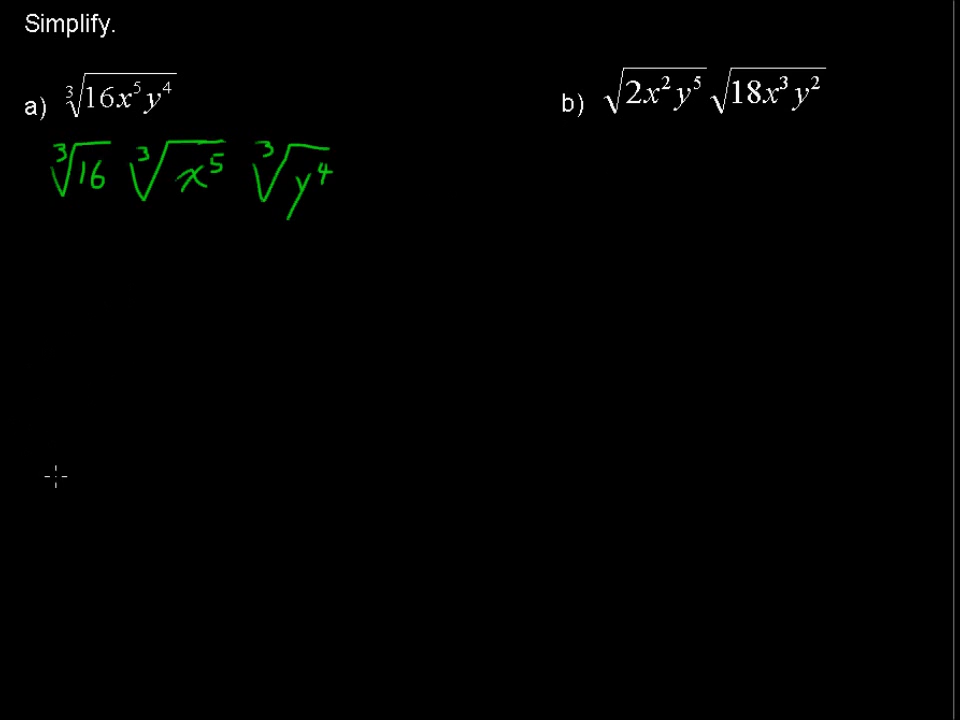 Simplify.
a) ∛(16x⁵y⁴)
b) √(2x²y⁵) √(18x³y²)
∛16 ∛(x⁵) ∛(y⁴)